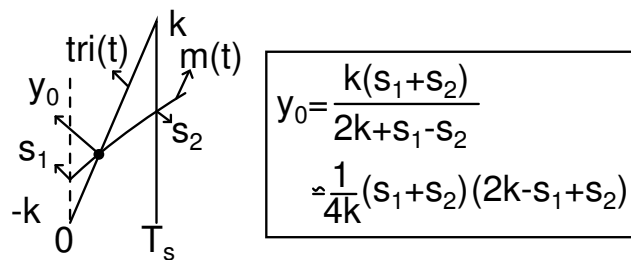 k
tri(t)
m(t)
y₀
s₁
s₂
-k
0
Tₛ
y₀= k(s₁+s₂) / 2k+s₁-s₂
≌ 1/4k (s₁+s₂)(2k-s₁+s₂)